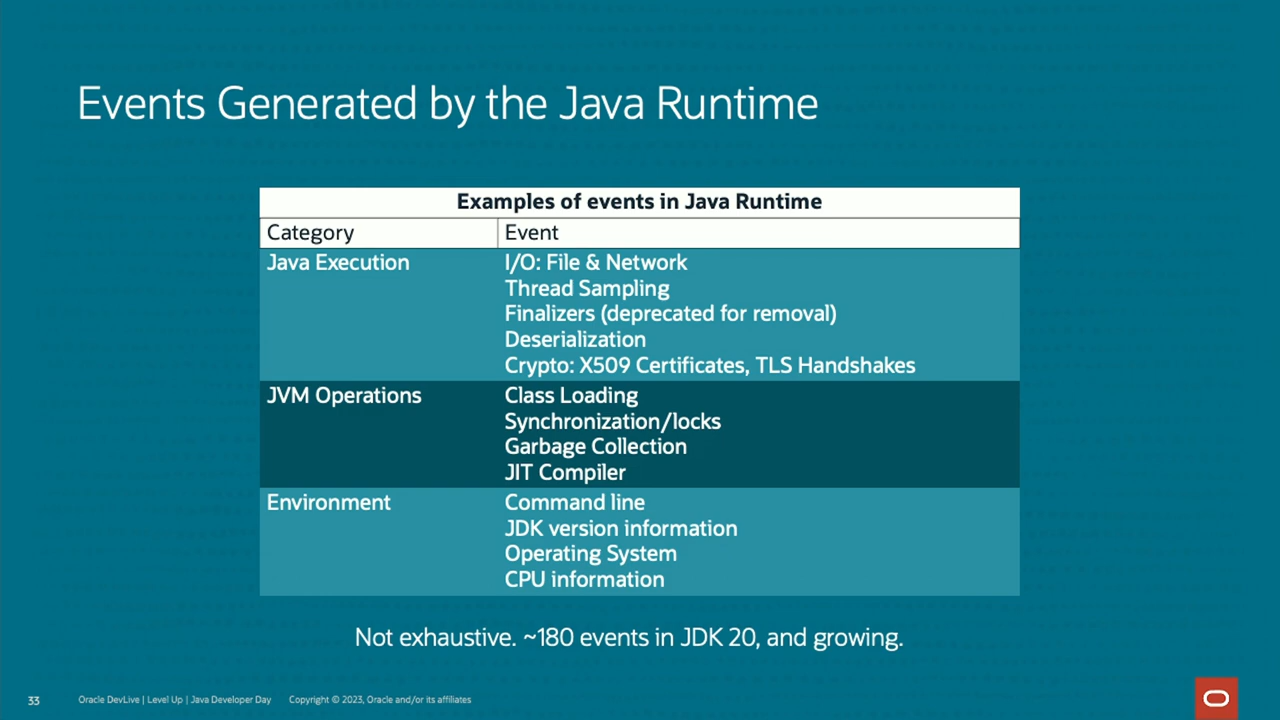 Events Generated by the Java Runtime
Examples of events in Java Runtime
Category Event
Java Execution I/O: File & Network
Thread Sampling
Finalizers (deprecated for removal)
Deserialization
Crypto: X509 Certificates, TLS Handshakes
JVM Operations Class Loading
Synchronization/locks
Garbage Collection
JIT Compiler
Environment Command line
JDK version information
Operating System
CPU information
Not exhaustive. ~180 events in JDK 20, and growing.
33 Oracle DevLive | Level Up | Java Developer Day Copyright © 2023, Oracle and/or its affiliates